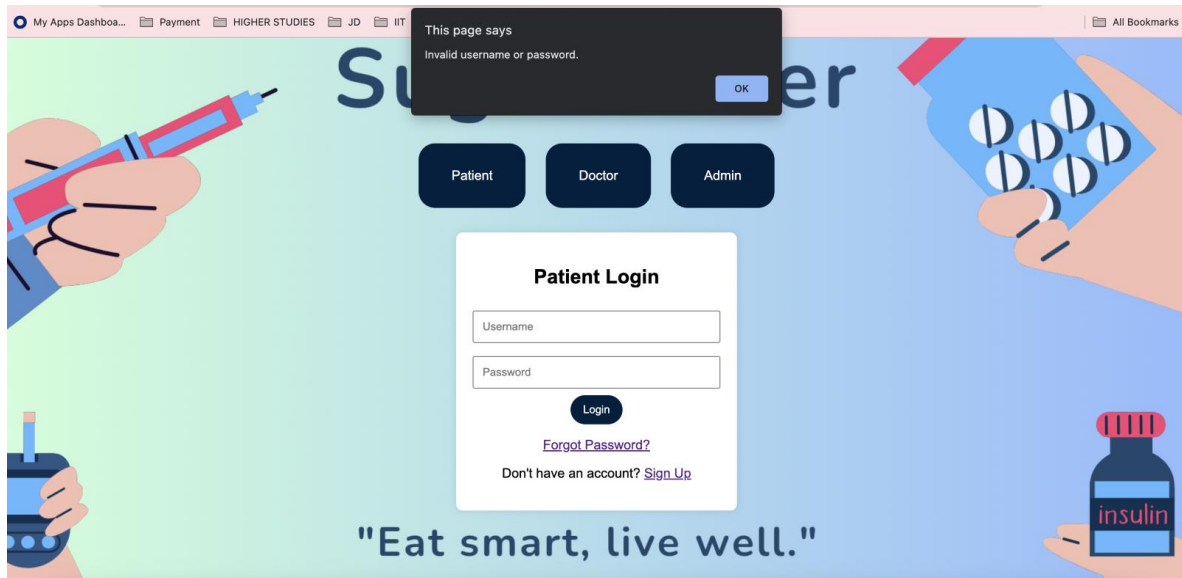 My Apps Dashboa... Payment HIGHER STUDIES JD IIT All Bookmarks
This page says
Invalid username or password.
OK
Patient Doctor Admin
Patient Login
Username
Password
Login
Forgot Password?
Don't have an account? Sign Up
insulin
"Eat smart, live well."